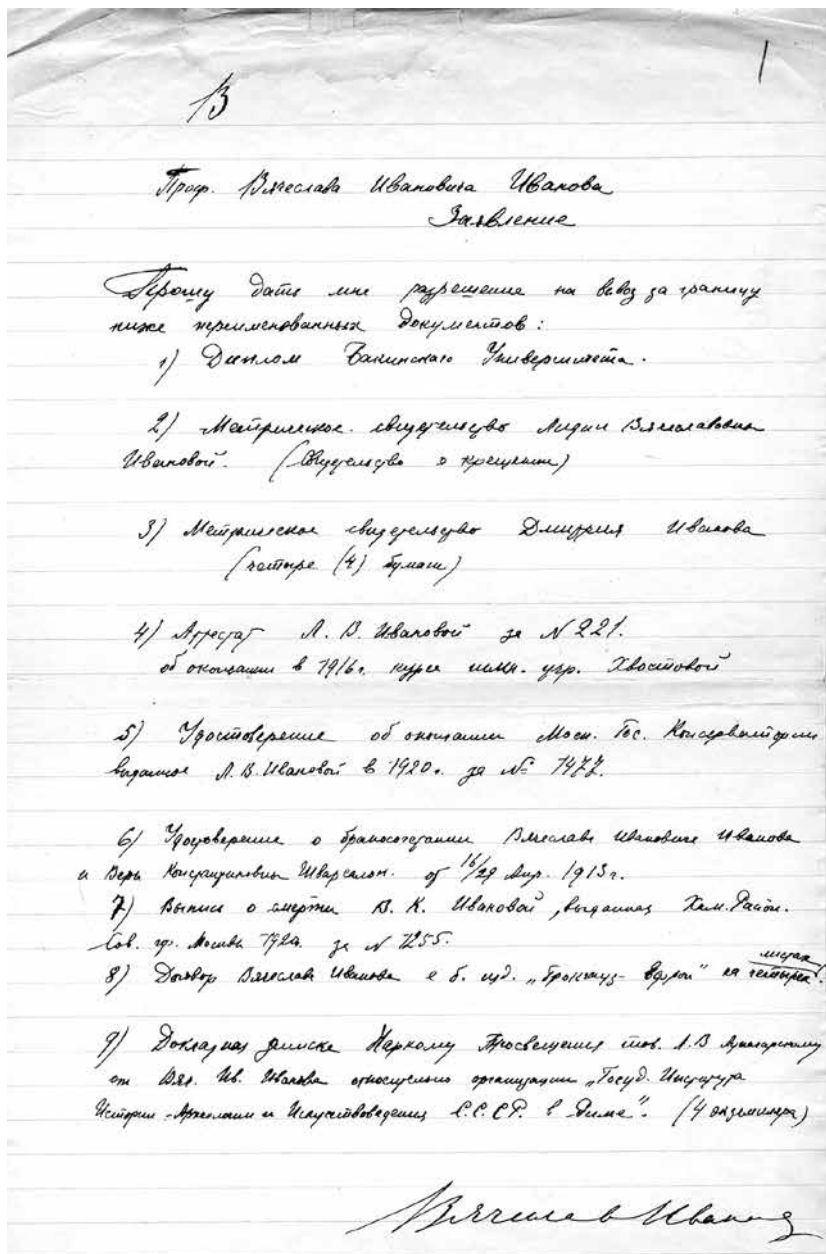 В
1
Проф. Вячеслава Ивановича Иванова
Заявление
Прошу дать мне разрешение на вывоз за границу
ниже переименованных документов:
1) Диплом Бакинскаго Университета.
2) Метрическое свидетельство Лидии Вячеславовны
Ивановой. (Свидетельство о крещении)
3) Метрическое свидетельство Дмитрия Иванова
(четыре (4) бумаги)
4) Аттестат Л. В. Ивановой за N 221.
об окончании в 1916 г. курса гимн. учр. Хвостовой
5) Удостоверение об окончании Моск. Гос. Консерватории
выданное Л. В. Ивановой в 1920 г. за № 1477.
6) Удостоверение о бракосочетании Вячеслава Ивановича Иванова
и Веры Константиновны Шварсалон. от 16/29 Апр. 1913 г.
7) Выпись о смерти В. К. Ивановой, выданная Хам. Район.
Сов. гр. Москвы 1920 за N 1255.
8) Договор Вячеслава Иванова с б. изд. „Брокгауз-Ефрон" на четырех листах.
9) Докладная записка Наркому Просвещения тов. А. В Луначарскому
от Вяч. Ив. Иванова относительно организации „Госуд. Института
Истории-Археологии и Искусствоведения С.С.С.Р. в Риме". (4 экземпляра)
Вячеслав Иванов